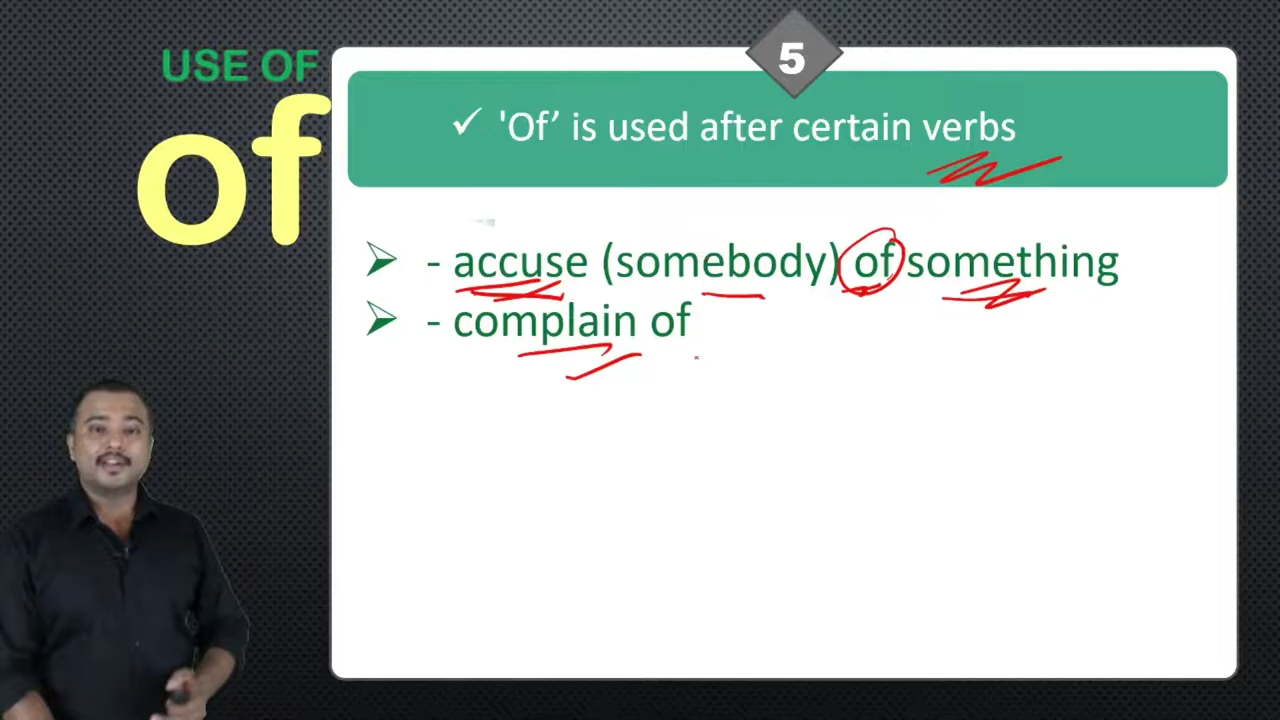 5
USE OF
of
✓ 'Of’ is used after certain verbs
➢ - accuse (somebody) of something
➢ - complain of